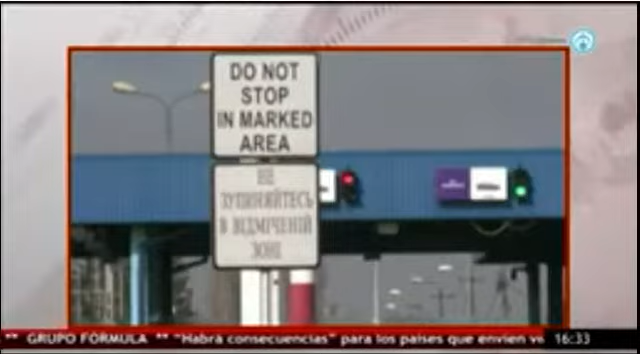 DO NOT
STOP
IN MARKED
AREA
НЕ
ЗУПИНЯЙТЕСЬ
В ВІДМІЧЕНІЙ
ЗОНІ
** GRUPO FÓRMULA ** "Habrá consecuencias" para los países que envíen
16:33